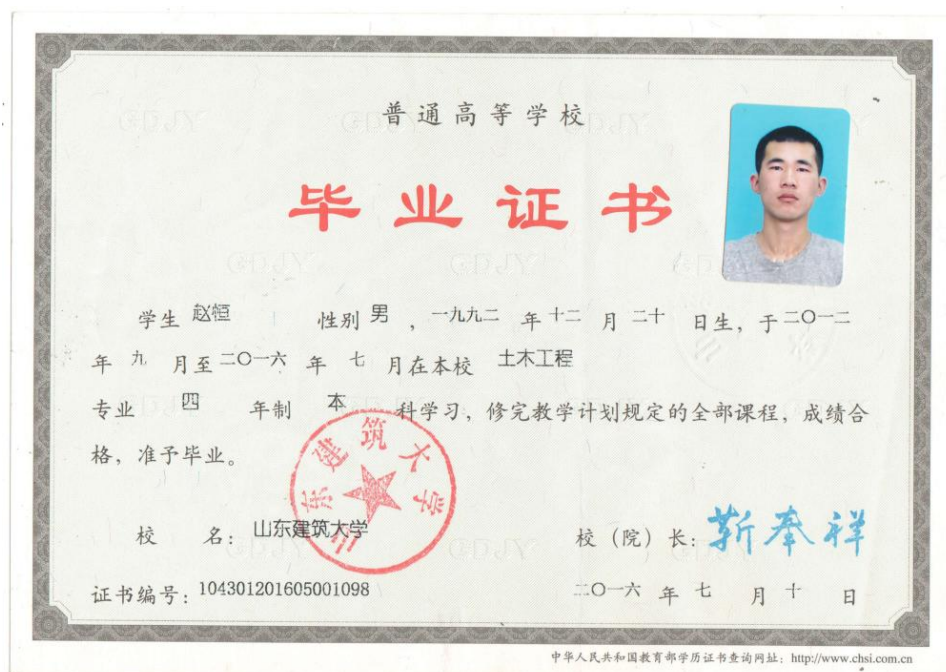 普通高等学校
毕业证书
学生 赵恒 性别 男 ，一九九二 年 十二 月 二十 日生，于 二〇一二
年 九 月至 二〇一六 年 七 月在本校 土木工程
专业 四 年制 本 科学习，修完教学计划规定的全部课程，成绩合
格，准予毕业。
山东建筑大学
校 名：山东建筑大学 校（院）长：靳奉祥
证书编号：104301201605001098 二〇一六 年 七 月 十 日
中华人民共和国教育部学历证书查询网址：http://www.chsi.com.cn